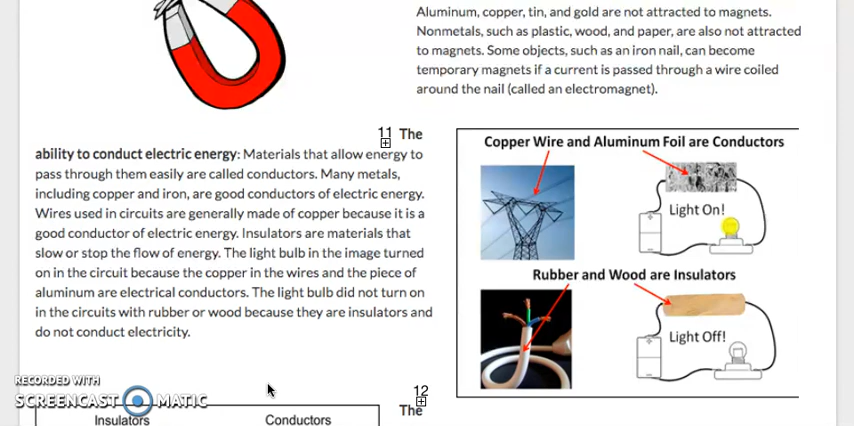 Aluminum, copper, tin, and gold are not attracted to magnets.
Nonmetals, such as plastic, wood, and paper, are also not attracted
to magnets. Some objects, such as an iron nail, can become
temporary magnets if a current is passed through a wire coiled
around the nail (called an electromagnet).
11 The
ability to conduct electric energy: Materials that allow energy to
pass through them easily are called conductors. Many metals,
including copper and iron, are good conductors of electric energy.
Wires used in circuits are generally made of copper because it is a
good conductor of electric energy. Insulators are materials that
slow or stop the flow of energy. The light bulb in the image turned
on in the circuit because the copper in the wires and the piece of
aluminum are electrical conductors. The light bulb did not turn on
in the circuits with rubber or wood because they are insulators and
do not conduct electricity.
Copper Wire and Aluminum Foil are Conductors
Light On!
Rubber and Wood are Insulators
Light Off!
12
The
Insulators Conductors
RECORDED WITH
SCREENCAST MATIC